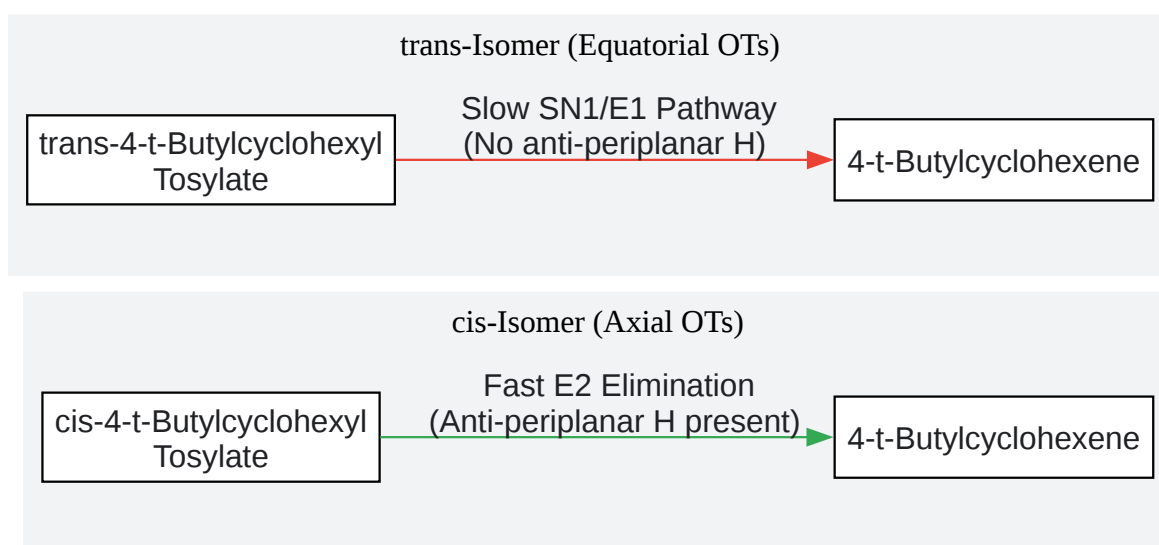 trans-Isomer (Equatorial OTs)
trans-4-t-Butylcyclohexyl
Tosylate
Slow SN1/E1 Pathway
(No anti-periplanar H)
4-t-Butylcyclohexene
cis-Isomer (Axial OTs)
cis-4-t-Butylcyclohexyl
Tosylate
Fast E2 Elimination
(Anti-periplanar H present)
4-t-Butylcyclohexene